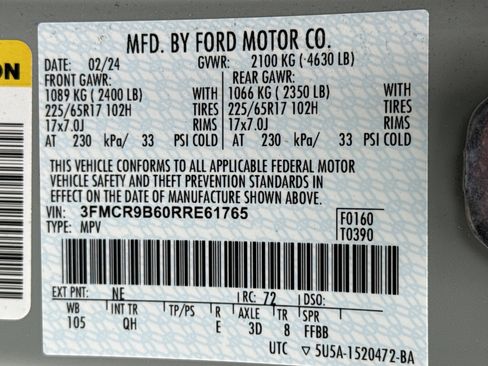 ON
MFD. BY FORD MOTOR CO.
DATE: 02/24 GVWR: 2100 KG (4630 LB)
FRONT GAWR: REAR GAWR:
1089 KG (2400 LB) WITH 1066 KG (2350 LB) WITH
225/65R17 102H TIRES 225/65R17 102H TIRES
17x7.0J RIMS 17x7.0J RIMS
AT 230 kPa/ 33 PSI COLD AT 230 kPa/ 33 PSI COLD
THIS VEHICLE CONFORMS TO ALL APPLICABLE FEDERAL MOTOR
VEHICLE SAFETY AND THEFT PREVENTION STANDARDS IN
EFFECT ON THE DATE OF MANUFACTURE SHOWN ABOVE.
VIN: 3FMCR9B60RRE61765 F0160
TYPE: MPV T0390
EXT PNT: NE RC: 72 DSO:
WB TP/PS R AXLE TR SPR
105 QH E 3D 8 FFBB
UTC 5U5A-1520472-BA